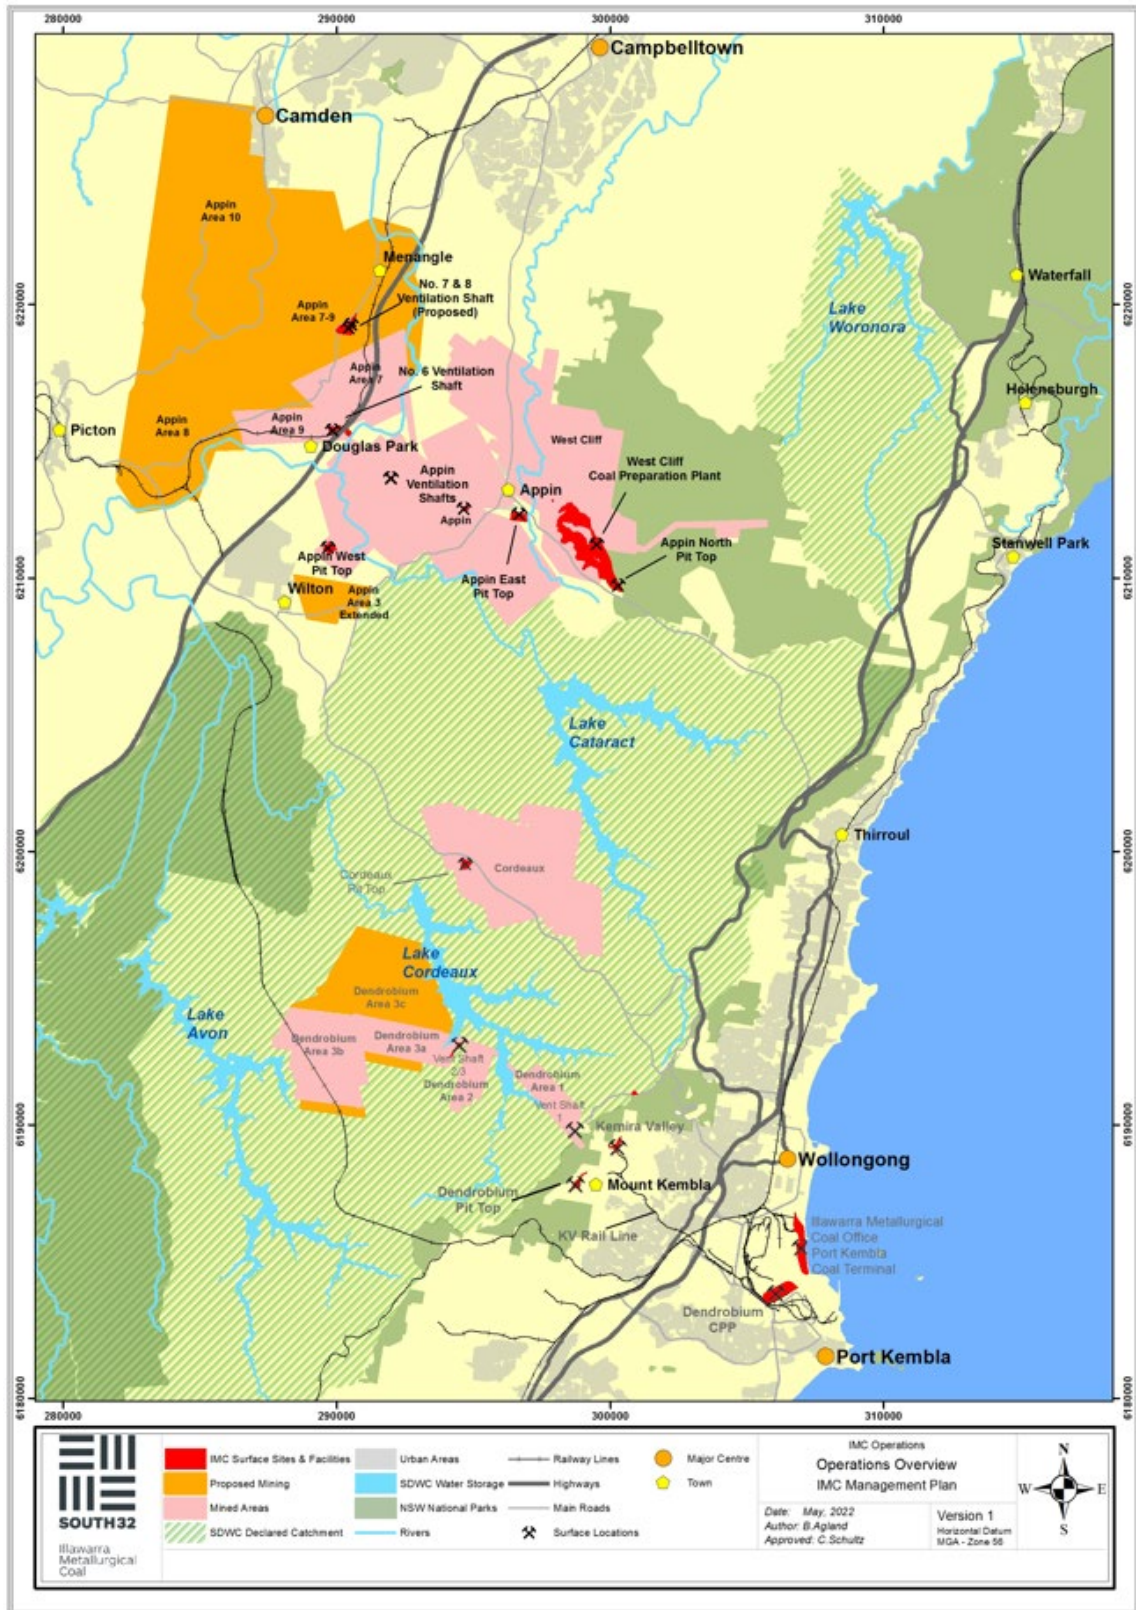 280000
290000
300000
310000
Campbelltown
Camden
Appin
Area 10
Menangle
No. 7 & 8
Ventilation Shaft
(Proposed)
Appin
Area 7-9
6220000
6220000
Waterfall
Lake
Woronora
Appin
Area 7
No. 6 Ventilation
Shaft
Helensburgh
Picton
Appin
Area 8
Appin
Area 9
Douglas Park
West Cliff
West Cliff
Coal Preparation Plant
Appin
Ventilation
Shafts
Appin
Appin
Appin North
Pit Top
Stanwell Park
Appin West
Pit Top
Appin East
Pit Top
6210000
6210000
Wilton
Appin
Area 3
Extended
Lake
Cataract
Thirroul
6200000
6200000
Cordeaux
Pit Top
Cordeaux
Lake
Cordeaux
Dendrobium
Area 3c
Lake
Avon
Dendrobium
Area 3b
Dendrobium
Area 3a
Vent Shaft
2/3
Dendrobium
Area 2
Dendrobium
Area 1
Vent Shaft
1
6190000
6190000
Kemira Valley
Wollongong
Dendrobium
Pit Top
Mount Kembla
KV Rail Line
Illawarra Metallurgical
Coal Office
Port Kembla
Coal Terminal
Dendrobium
CPP
Port Kembla
6180000
6180000
280000
290000
300000
310000
SOUTH32
Illawarra
Metallurgical
Coal
IMC Surface Sites & Facilities
Proposed Mining
Mined Areas
SDWC Declared Catchment
Urban Areas
SDWC Water Storage
NSW National Parks
Rivers
Railway Lines
Highways
Main Roads
Surface Locations
Major Centre
Town
IMC Operations
Operations Overview
IMC Management Plan
Date: May, 2022
Author: B.Agland
Approved: C.Schultz
Version 1
Horizontal Datum
MGA - Zone 56
N
W
E
S